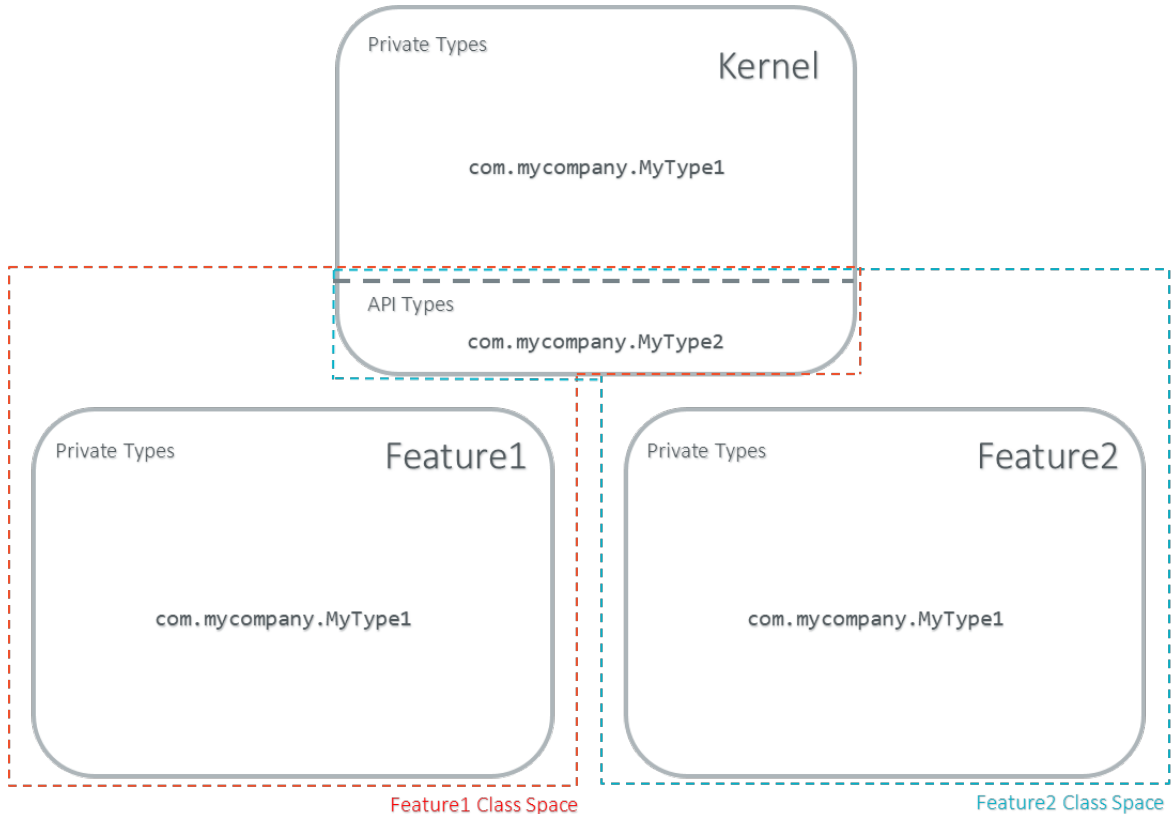 Private Types
Kernel
com.mycompany.MyType1
API Types
com.mycompany.MyType2
Private Types
Feature1
com.mycompany.MyType1
Feature1 Class Space
Private Types
Feature2
com.mycompany.MyType1
Feature2 Class Space